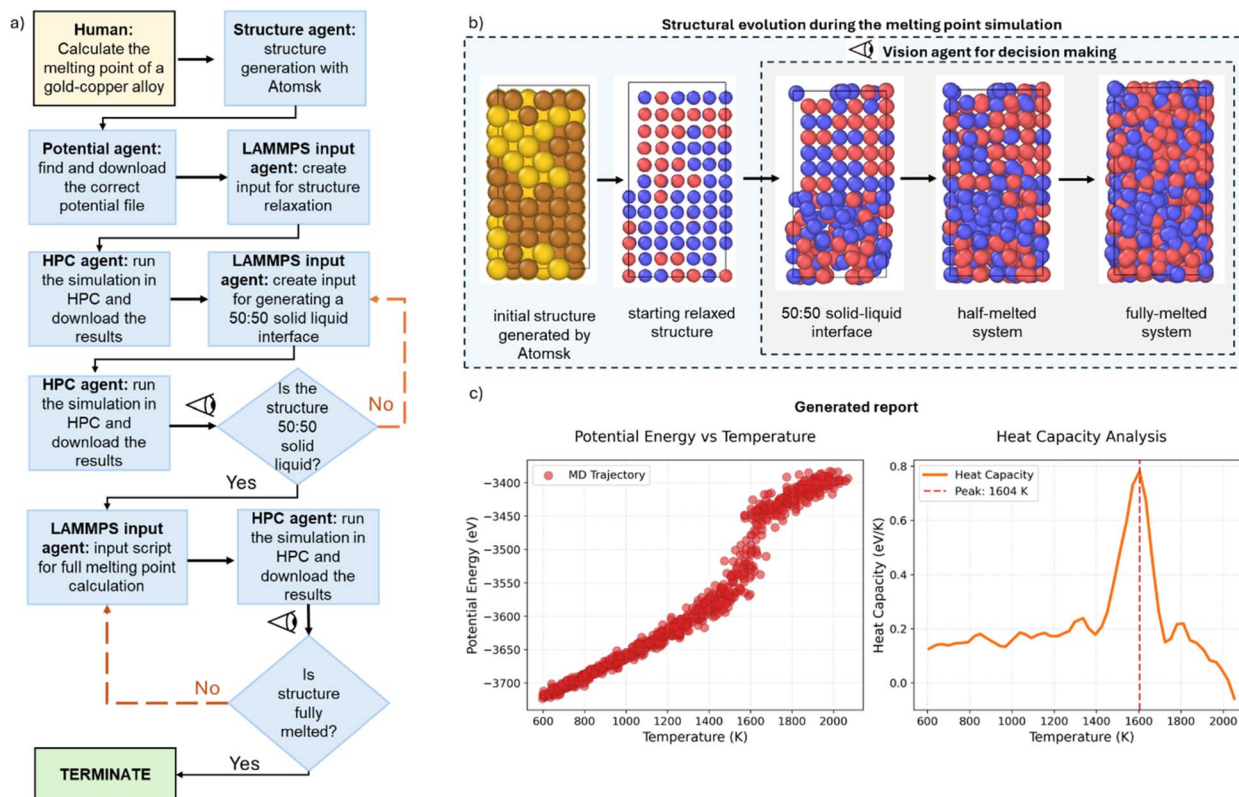 a)
Human:
Calculate the
melting point of a
gold-copper alloy
Structure agent:
structure
generation with
Atomsk
Potential agent:
find and download
the correct
potential file
LAMMPS input
agent: create
input for structure
relaxation
HPC agent: run
the simulation in
HPC and
download the
results
LAMMPS input
agent: create input
for generating a
50:50 solid liquid
interface
HPC agent: run
the simulation in
HPC and
download the
results
Is the
structure
50:50
solid
liquid?
No
Yes
LAMMPS input
agent: input script
for full melting point
calculation
HPC agent: run
the simulation in
HPC and
download the
results
Is
structure
fully
melted?
No
Yes
TERMINATE
b)
Structural evolution during the melting point simulation
Vision agent for decision making
initial structure
generated by
Atomsk
starting relaxed
structure
50:50 solid-liquid
interface
half-melted
system
fully-melted
system
c)
Generated report
Potential Energy vs Temperature
MD Trajectory
Potential Energy (eV)
−3400
−3450
−3500
−3550
−3600
−3650
−3700
600 800 1000 1200 1400 1600 1800 2000
Temperature (K)
Heat Capacity Analysis
Heat Capacity
Peak: 1604 K
Heat Capacity (eV/K)
0.8
0.6
0.4
0.2
0.0
600 800 1000 1200 1400 1600 1800 2000
Temperature (K)